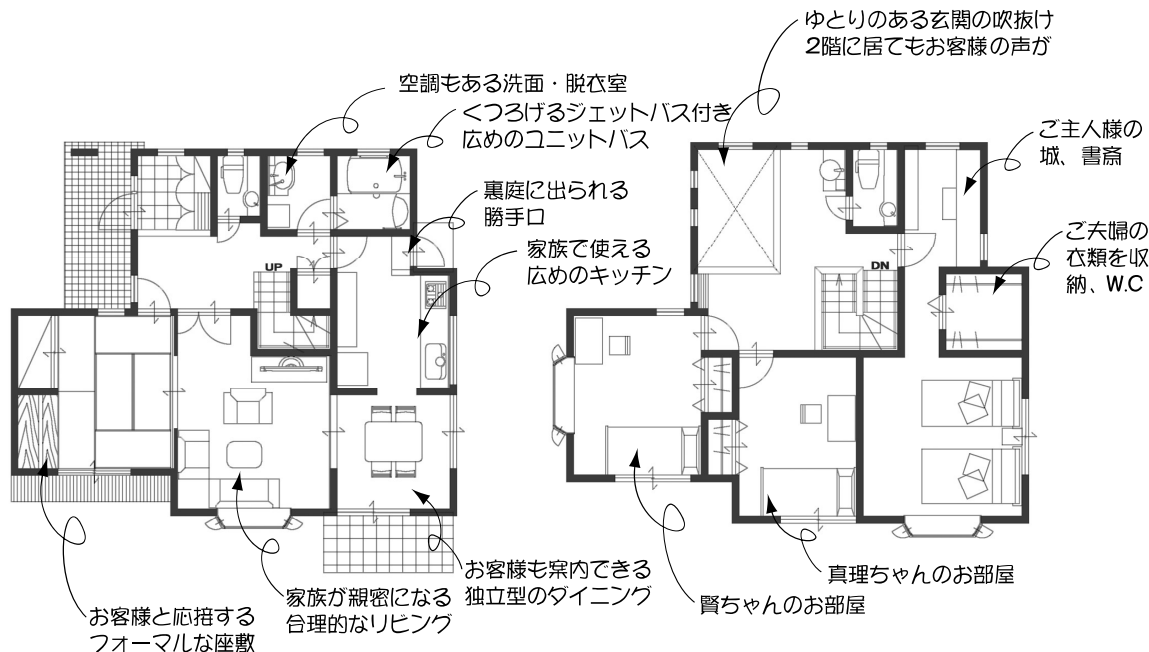 ゆとりのある玄関の吹抜け
2階に居てもお客様の声が
空調もある洗面・脱衣室
くつろげるジェットバス付き
広めのユニットバス
ご主人様の
城、書斎
裏庭に出られる
勝手口
家族で使える
広めのキッチン
ご夫婦の
衣類を収
納、W.C
UP
DN
お客様も案内できる
独立型のダイニング
真理ちゃんのお部屋
賢ちゃんのお部屋
家族が親密になる
合理的なリビング
お客様と応接する
フォーマルな座敷